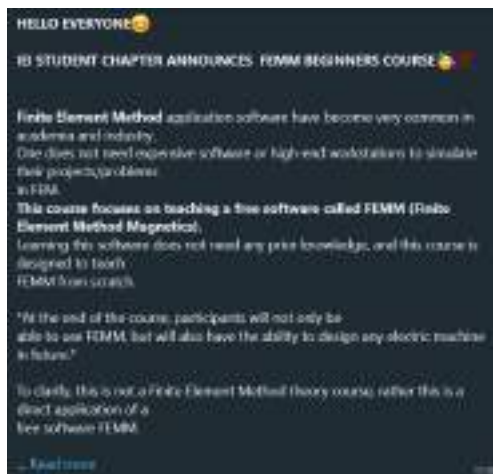 HELLO EVERYONE😊
STUDENT CHAPTER ANNOUNCES FEMM BEGINNERS COURSE
Finite Element Method application software have become very common in
academia and industry.
One does not need expensive software or high-end workstations to simulate
their projects/problems
in FEM.
This course focuses on teaching a free software called FEMM (Finite
Element Method Magnetics).
Learning this software does not need any prior knowledge, and this course is
designed to teach
FEMM from scratch.
"At the end of the course, participants will not only be
able to use FEMM, but will also have the ability to design any electric machine
in future."
To clarify, this is not a Finite Element Method theory course, rather this is a
direct application of a
free software FEMM.
... Read more